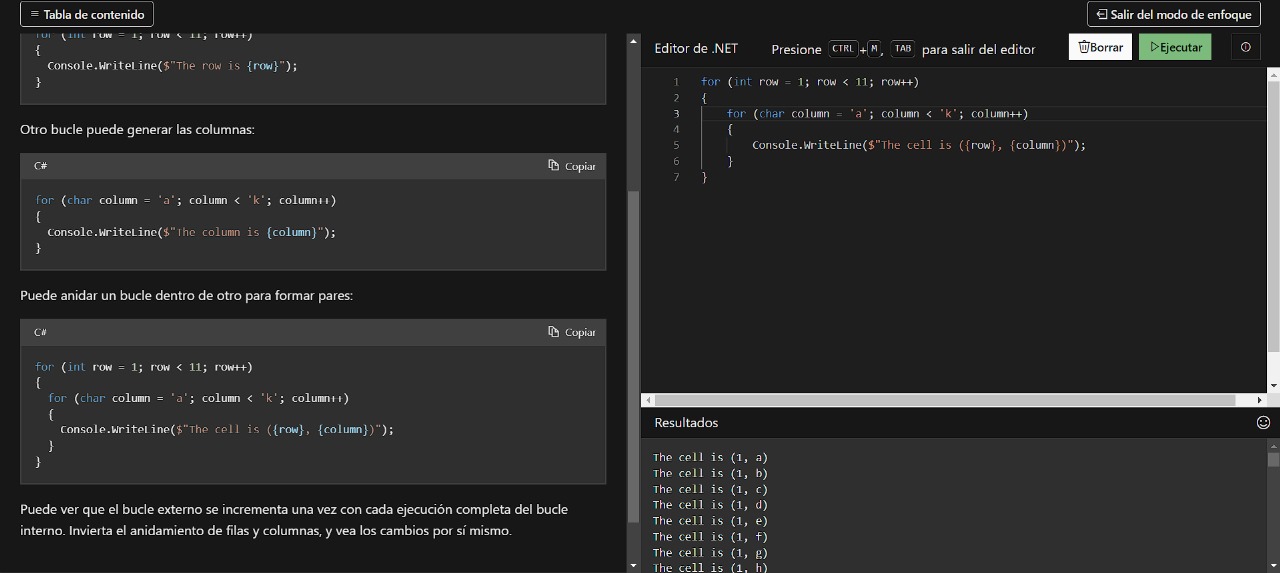 Tabla de contenido
Salir del modo de enfoque
for (int row = 1; row < 11; row++)
{
Console.WriteLine($"The row is {row}");
}
Otro bucle puede generar las columnas:
C#
Copiar
for (char column = 'a'; column < 'k'; column++)
{
Console.WriteLine($"The column is {column}");
}
Puede anidar un bucle dentro de otro para formar pares:
C#
Copiar
for (int row = 1; row < 11; row++)
{
for (char column = 'a'; column < 'k'; column++)
{
Console.WriteLine($"The cell is ({row}, {column})");
}
}
Puede ver que el bucle externo se incrementa una vez con cada ejecución completa del bucle
interno. Invierta el anidamiento de filas y columnas, y vea los cambios por sí mismo.
Editor de .NET
Presione CTRL+M, TAB para salir del editor
Borrar
Ejecutar
1 for (int row = 1; row < 11; row++)
2 {
3 for (char column = 'a'; column < 'k'; column++)
4 {
5 Console.WriteLine($"The cell is ({row}, {column})");
6 }
7 }
Resultados
The cell is (1, a)
The cell is (1, b)
The cell is (1, c)
The cell is (1, d)
The cell is (1, e)
The cell is (1, f)
The cell is (1, g)
The cell is (1, h)